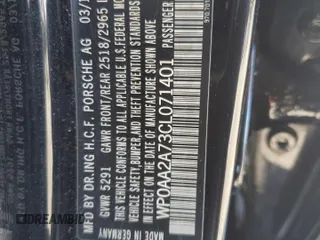 MFD BY DR.ING H.C.F. PORSCHE AG 03/
GVWR 5291 GAWR FRONT/REAR 2518/2965
THIS VEHICLE CONFORMS TO ALL APPLICABLE U.S. FEDERAL MOTOR
VEHICLE SAFETY, BUMPER, AND THEFT PREVENTION STANDARDS
IN EFFECT ON THE DATE OF MANUFACTURE SHOWN ABOVE.
WP0AA2A73CL071401 PASSENGER
MADE IN GERMANY
DREAMBID